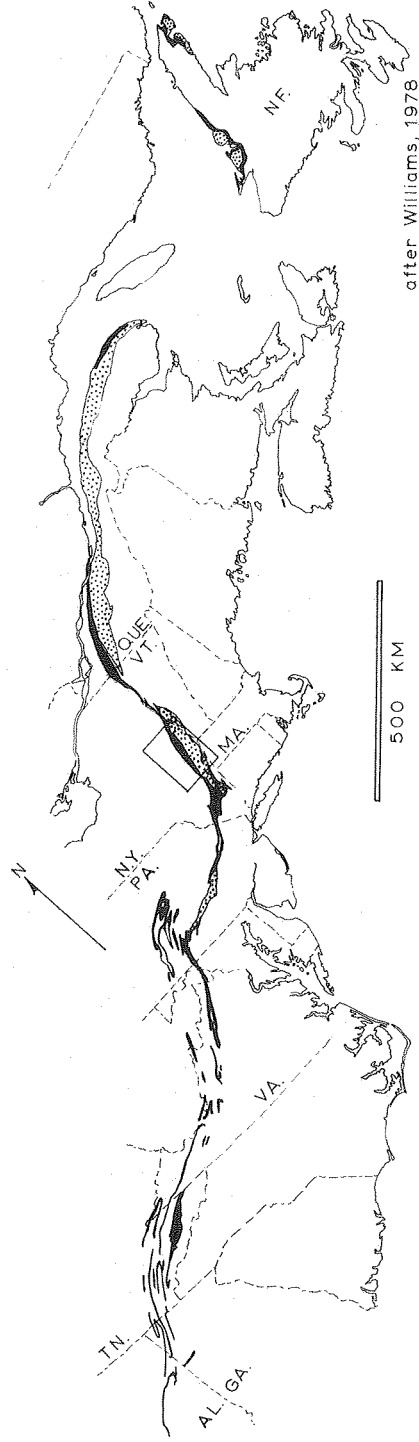 N
NF.
QUE.
VT.
MA.
N.Y.
PA.
VA.
TN.
AL.
GA.
500 KM
after Williams, 1978